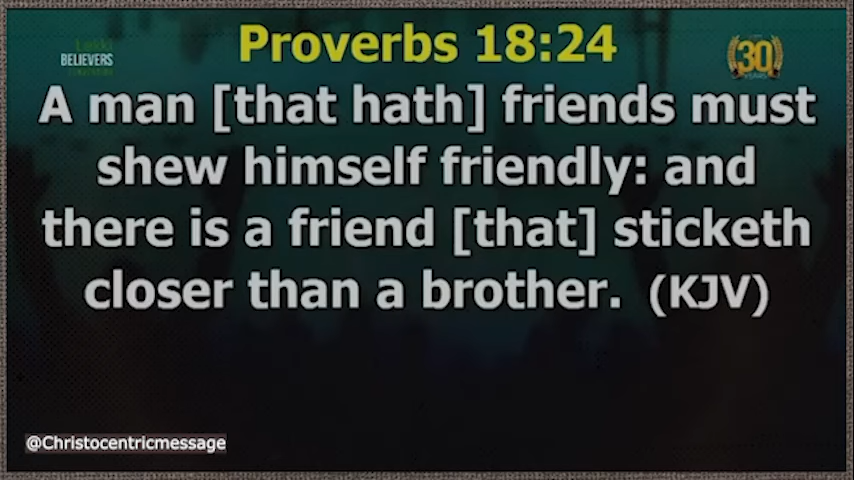 Proverbs 18:24
BELIEVERS
30
YEARS
A man [that hath] friends must
shew himself friendly: and
there is a friend [that] sticketh
closer than a brother. (KJV)
@Christocentricmessage